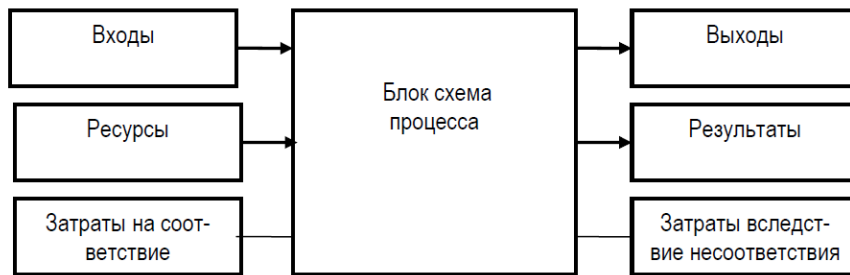 Входы
Ресурсы
Затраты на соот-
ветствие
Блок схема
процесса
Выходы
Результаты
Затраты вследст-
вие несоответствия